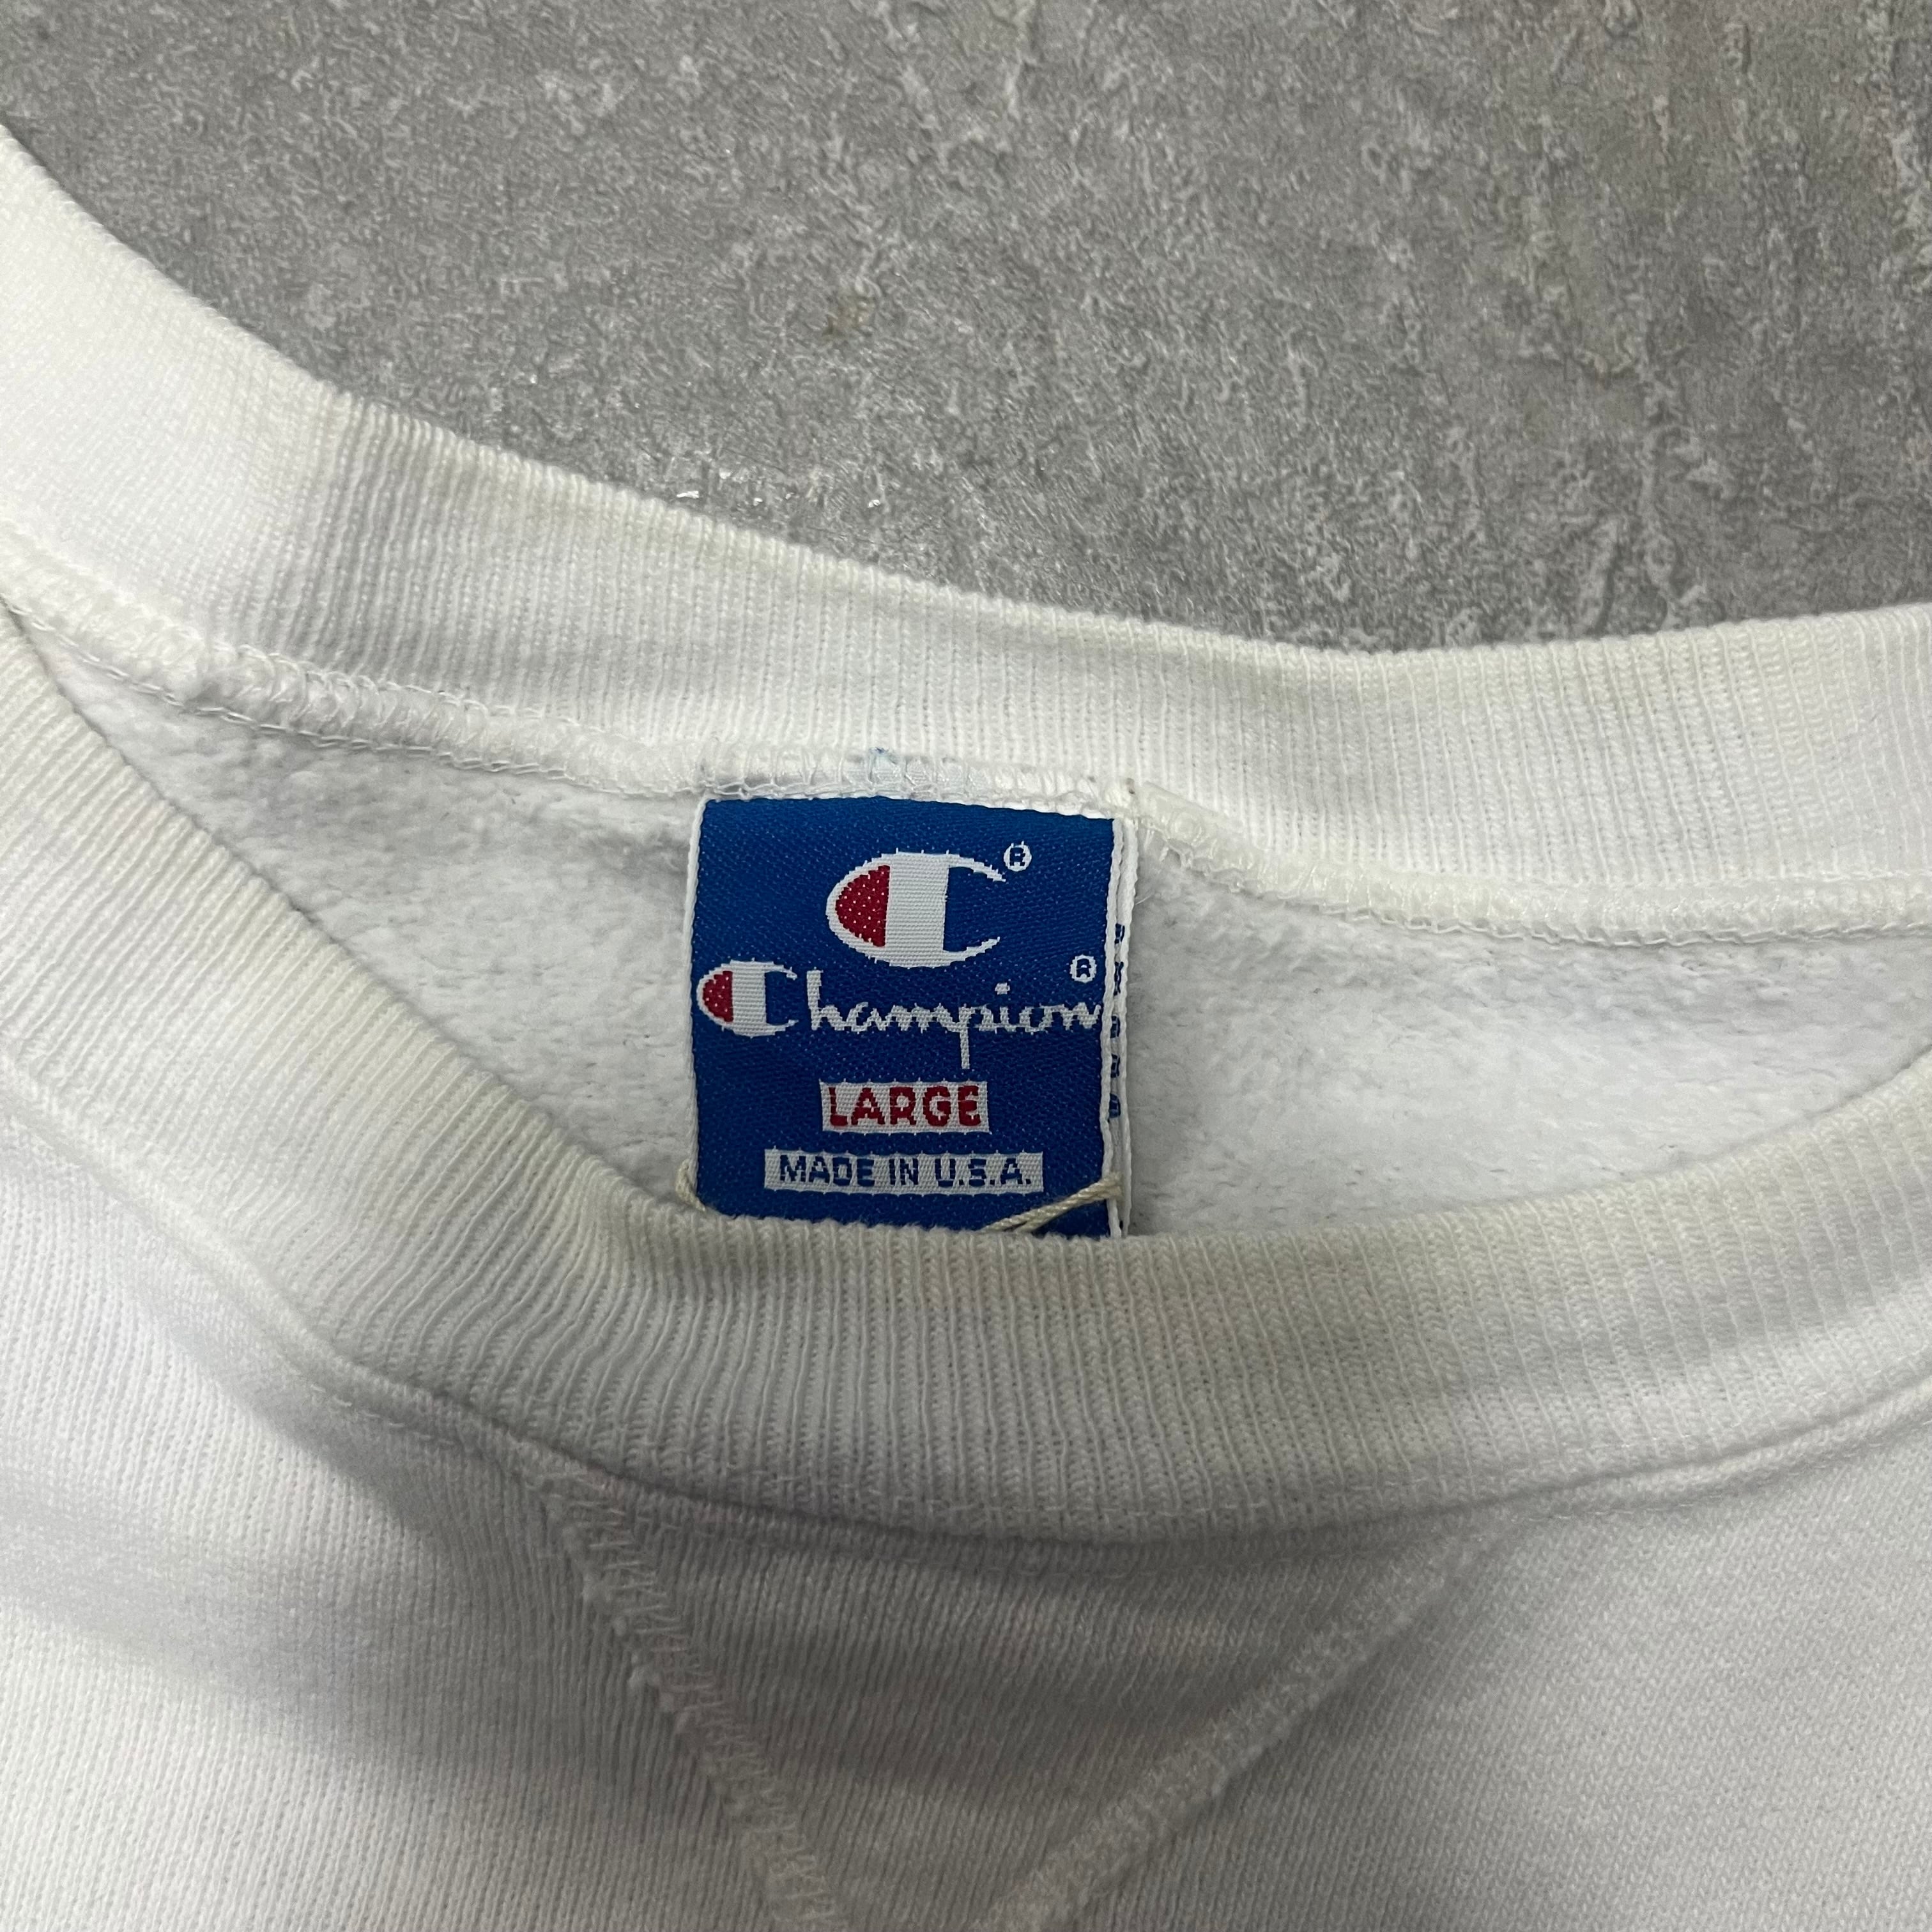 ®
Champion®
LARGE
MADE IN U.S.A.